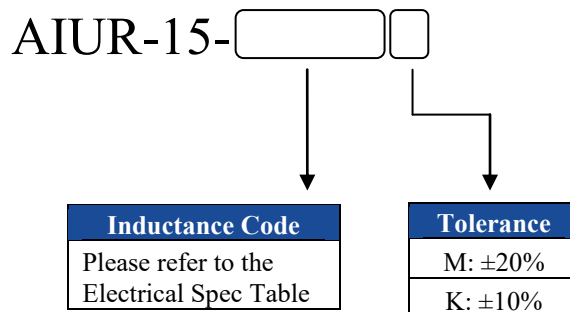 AIUR-15-
Inductance Code
Please refer to the
Electrical Spec Table
Tolerance
M: ±20%
K: ±10%